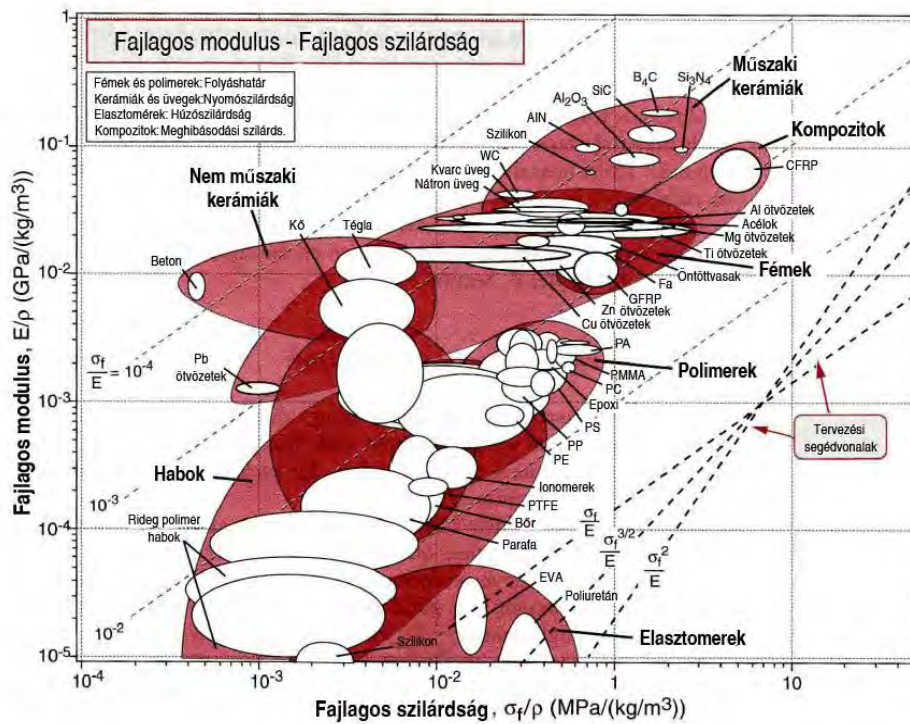 Fajlagos modulus - Fajlagos szilárdság
Fémek és polimerek: Folyáshatár
Kerámiák és üvegek:Nyomószilárdság
Elasztomérek: Húzószilárdság
Kompozitok: Meghibásodási szilárds.
Fajlagos modulus, E/ρ (GPa/(kg/m3))
1
10-1
10-2
10-3
10-4
10-5
Műszaki
kerámiák
B4C
Si3N4
SiC
Al2O3
AlN
Szilikon
WC
Kvarc üveg
Nátron üveg
Kompozitok
CFRP
Nem műszaki
kerámiák
Kő
Tégla
Beton
Al ötvözetek
Acélok
Mg ötvözetek
Ti ötvözetek
Öntöttvasak
Fémek
Fa
GFRP
Zn ötvözetek
Cu ötvözetek
σf/E = 10-4
Pb
ötvözetek
PA
PMMA
Polimerek
PC
Epoxi
PS
PP
PE
Tervezési
segédvonalak
Habok
Ionomerek
PTFE
Bőr
Parafa
10-3
Rideg polimer
habok
σf/E
σf3/2/E
σf2/E
EVA
Poliuretán
10-2
Szilikon
Elasztomerek
10-4
10-3
10-2
10-1
1
10
Fajlagos szilárdság, σf/ρ (MPa/(kg/m3))